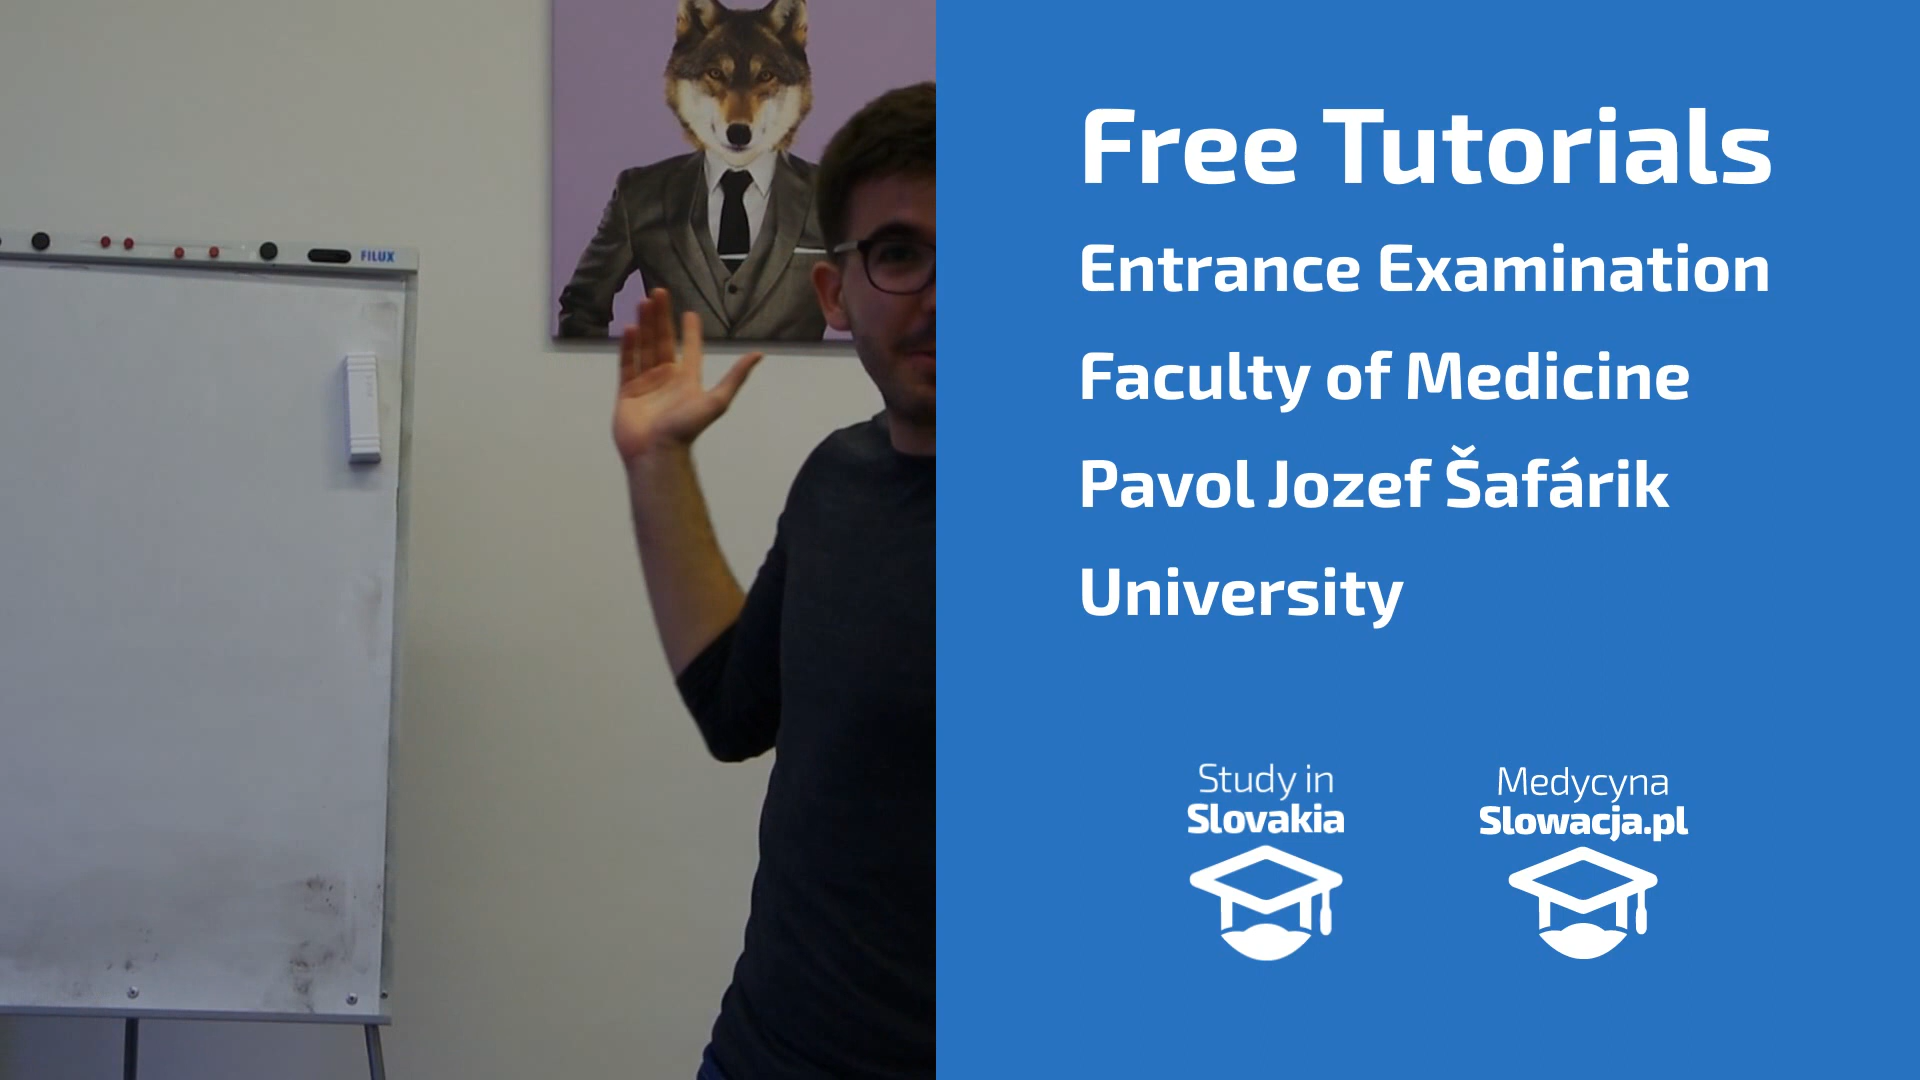 FILUX
Free Tutorials
Entrance Examination
Faculty of Medicine
Pavol Jozef Šafárik
University
Study in
Slovakia
Medycyna
Slowacja.pl